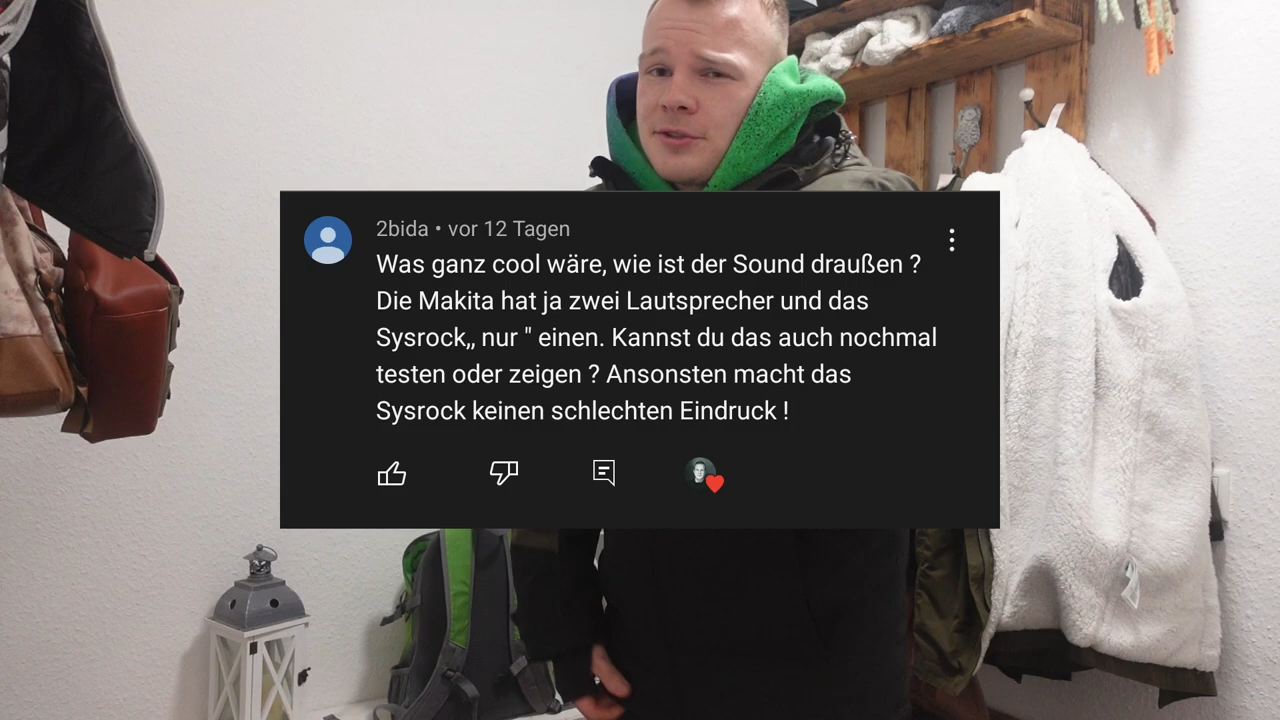 2bida • vor 12 Tagen
Was ganz cool wäre, wie ist der Sound draußen ?
Die Makita hat ja zwei Lautsprecher und das
Sysrock,, nur " einen. Kannst du das auch nochmal
testen oder zeigen ? Ansonsten macht das
Sysrock keinen schlechten Eindruck !